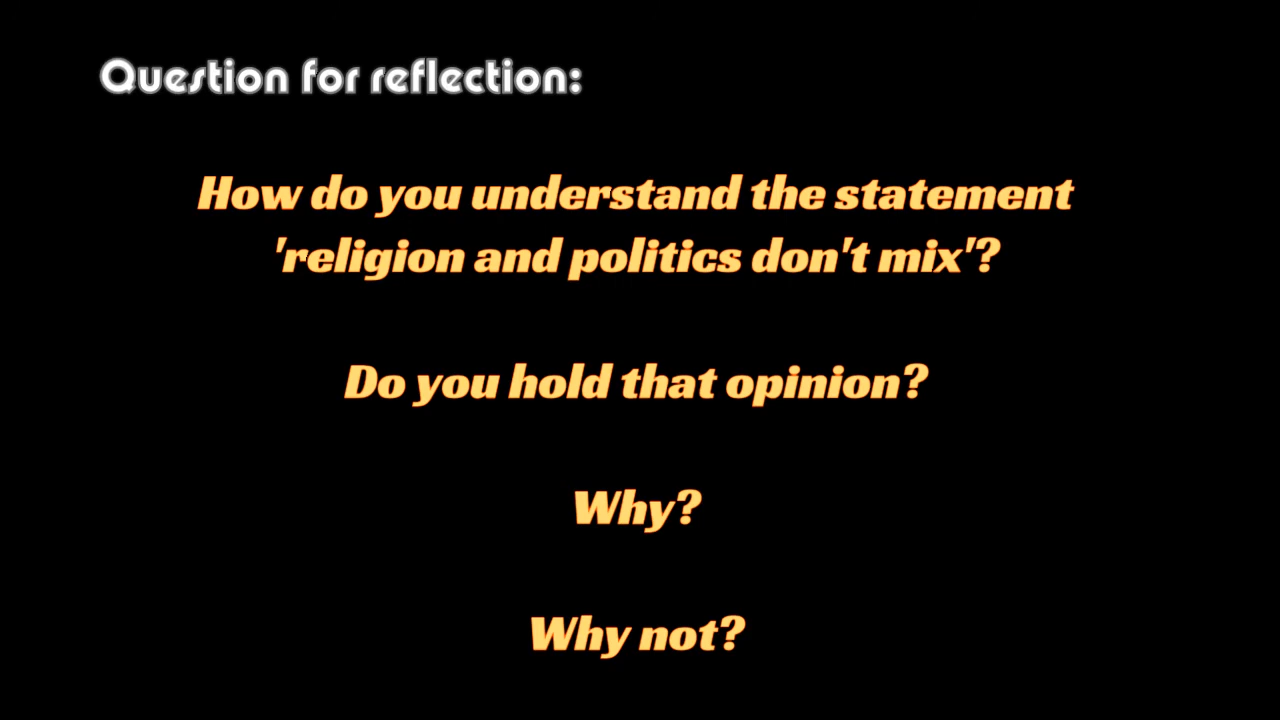 Question for reflection:
How do you understand the statement
'religion and politics don't mix'?
Do you hold that opinion?
Why?
Why not?